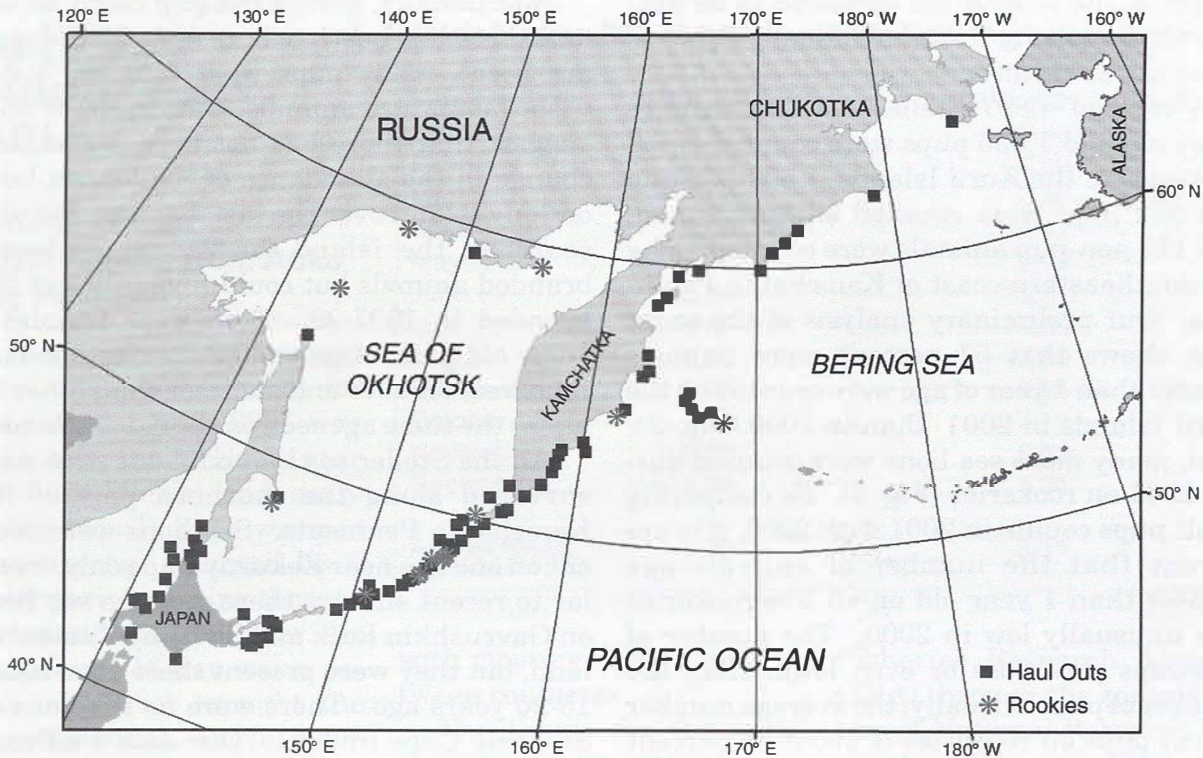 120° E
130° E
140° E
150° E
160° E
170° E
180°
170° W
160° W
RUSSIA
CHUKOTKA
ALASKA
60° N
50° N
SEA OF
OKHOTSK
KAMCHATKA
BERING SEA
50° N
JAPAN
40° N
PACIFIC OCEAN
Haul Outs
Rookies
150° E
160° E
170° E
180° W